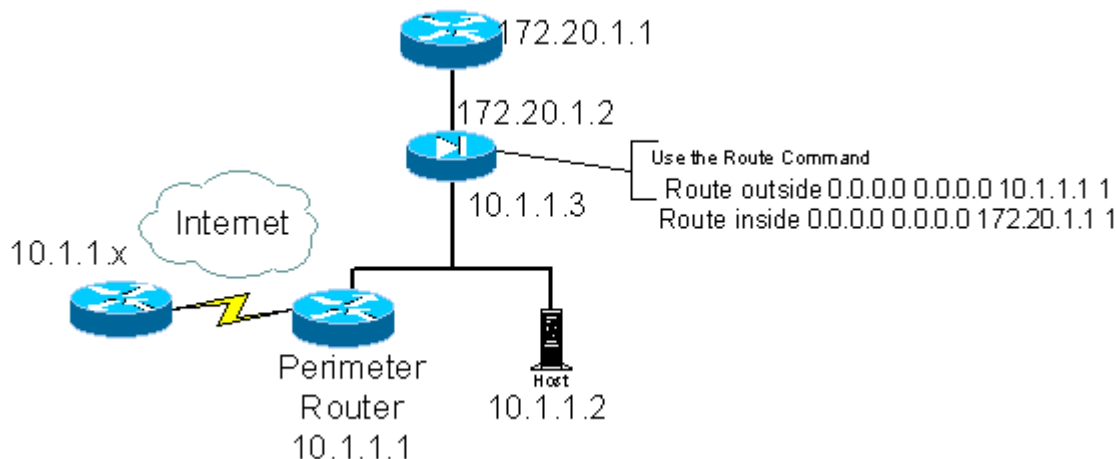 172.20.1.1
172.20.1.2
Use the Route Command
Route outside 0.0.0.0 0.0.0.0 10.1.1.1 1
Route inside 0.0.0.0 0.0.0.0 172.20.1.1 1
10.1.1.3
Internet
10.1.1.x
Perimeter
Router
10.1.1.1
Host
10.1.1.2